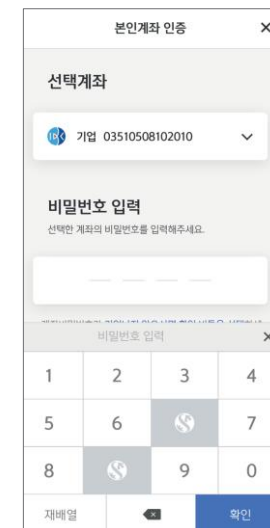 본인계좌 인증
선택계좌
기업 03510508102010
비밀번호 입력
선택한 계좌의 비밀번호를 입력해주세요.
비밀번호 입력
1 2 3 4
5 6 7
8 9 0
재배열 확인